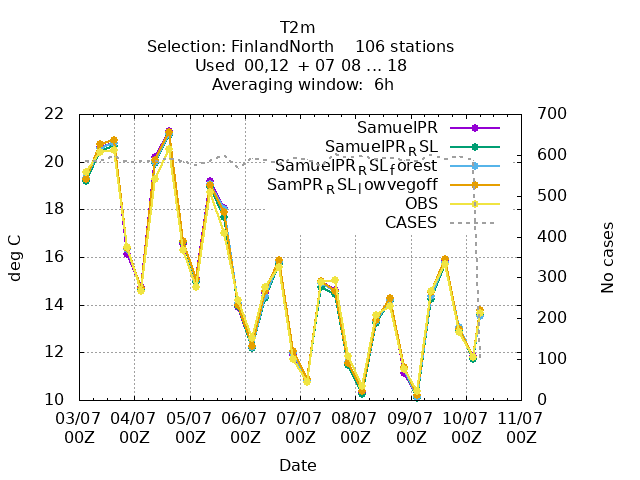 T2m
Selection: FinlandNorth 106 stations
Used 00,12 + 07 08 ... 18
Averaging window: 6h
22
20
18
16
14
12
10
deg C
700
600
500
400
300
200
100
0
No cases
SamuelPR
SamuelPR_RSL
SamuelPR_RSL_forest
SamPR_RSL_lowvegoff
OBS
CASES
03/07 04/07 05/07 06/07 07/07 08/07 09/07 10/07 11/07
00Z 00Z 00Z 00Z 00Z 00Z 00Z 00Z 00Z
Date